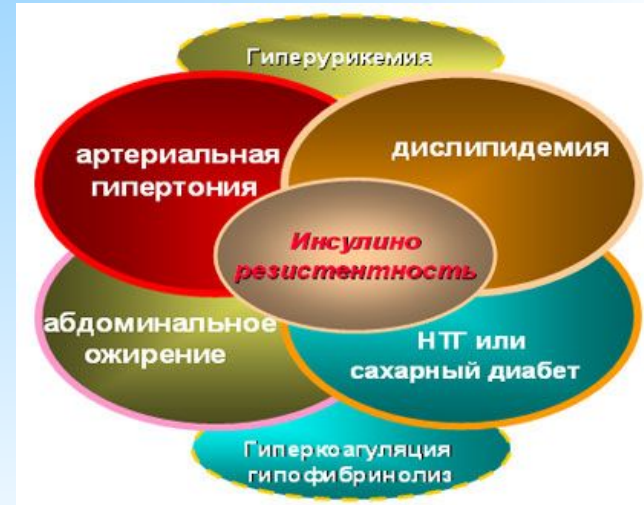 Гиперурикемия
артериальная
гипертония
дислипидемия
Инсулино
резистентность
абдоминальное
ожирение
НТГ или
сахарный диабет
Гиперкоагуляция
гипофибринолиз